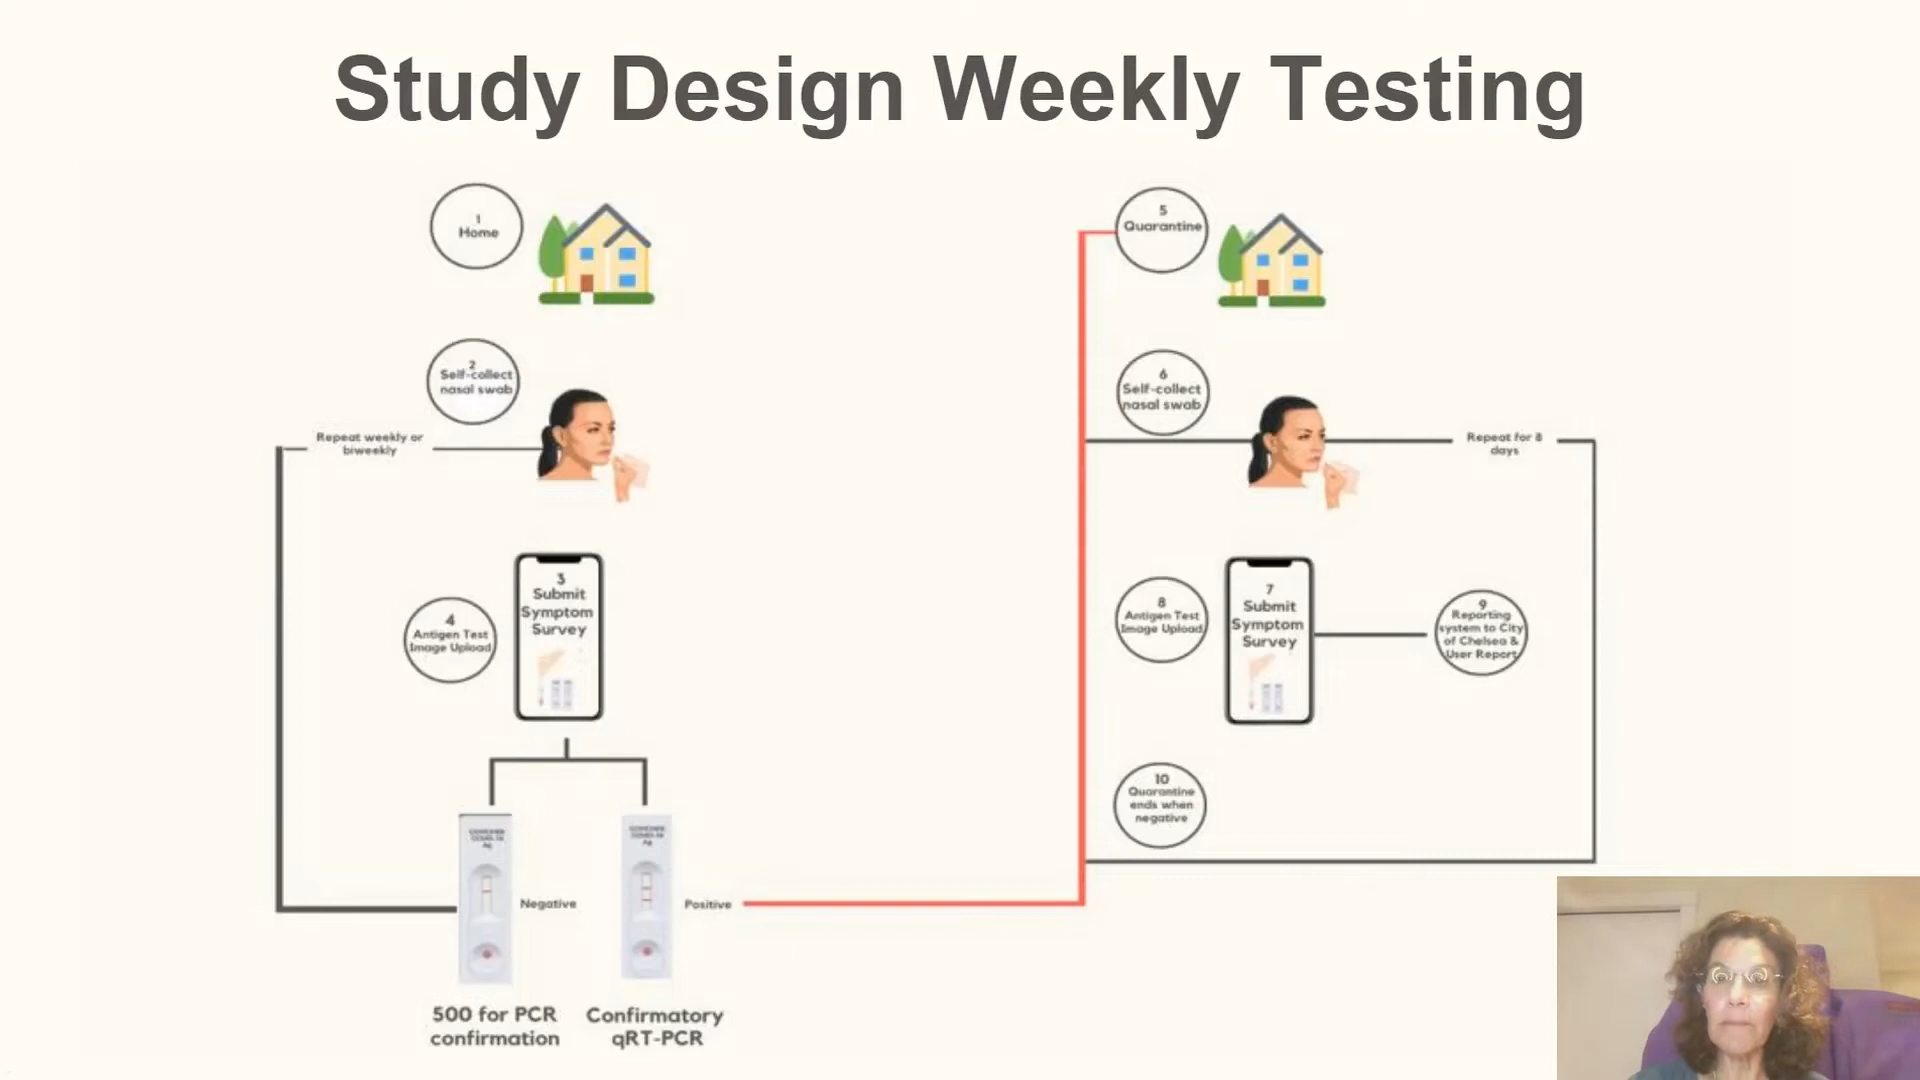 Study Design Weekly Testing
1
Home
2
Self-collect
nasal swab
Repeat weekly or
biweekly
3
Submit
Symptom
Survey
4
Antigen Test
Image Upload
Negative
Positive
500 for PCR
confirmation
Confirmatory
qRT-PCR
5
Quarantine
6
Self-collect
nasal swab
Repeat for 8
days
7
Submit
Symptom
Survey
8
Antigen Test
Image Upload
9
Reporting
system to City
of Chelsea &
User Report
10
Quarantine
ends when
negative